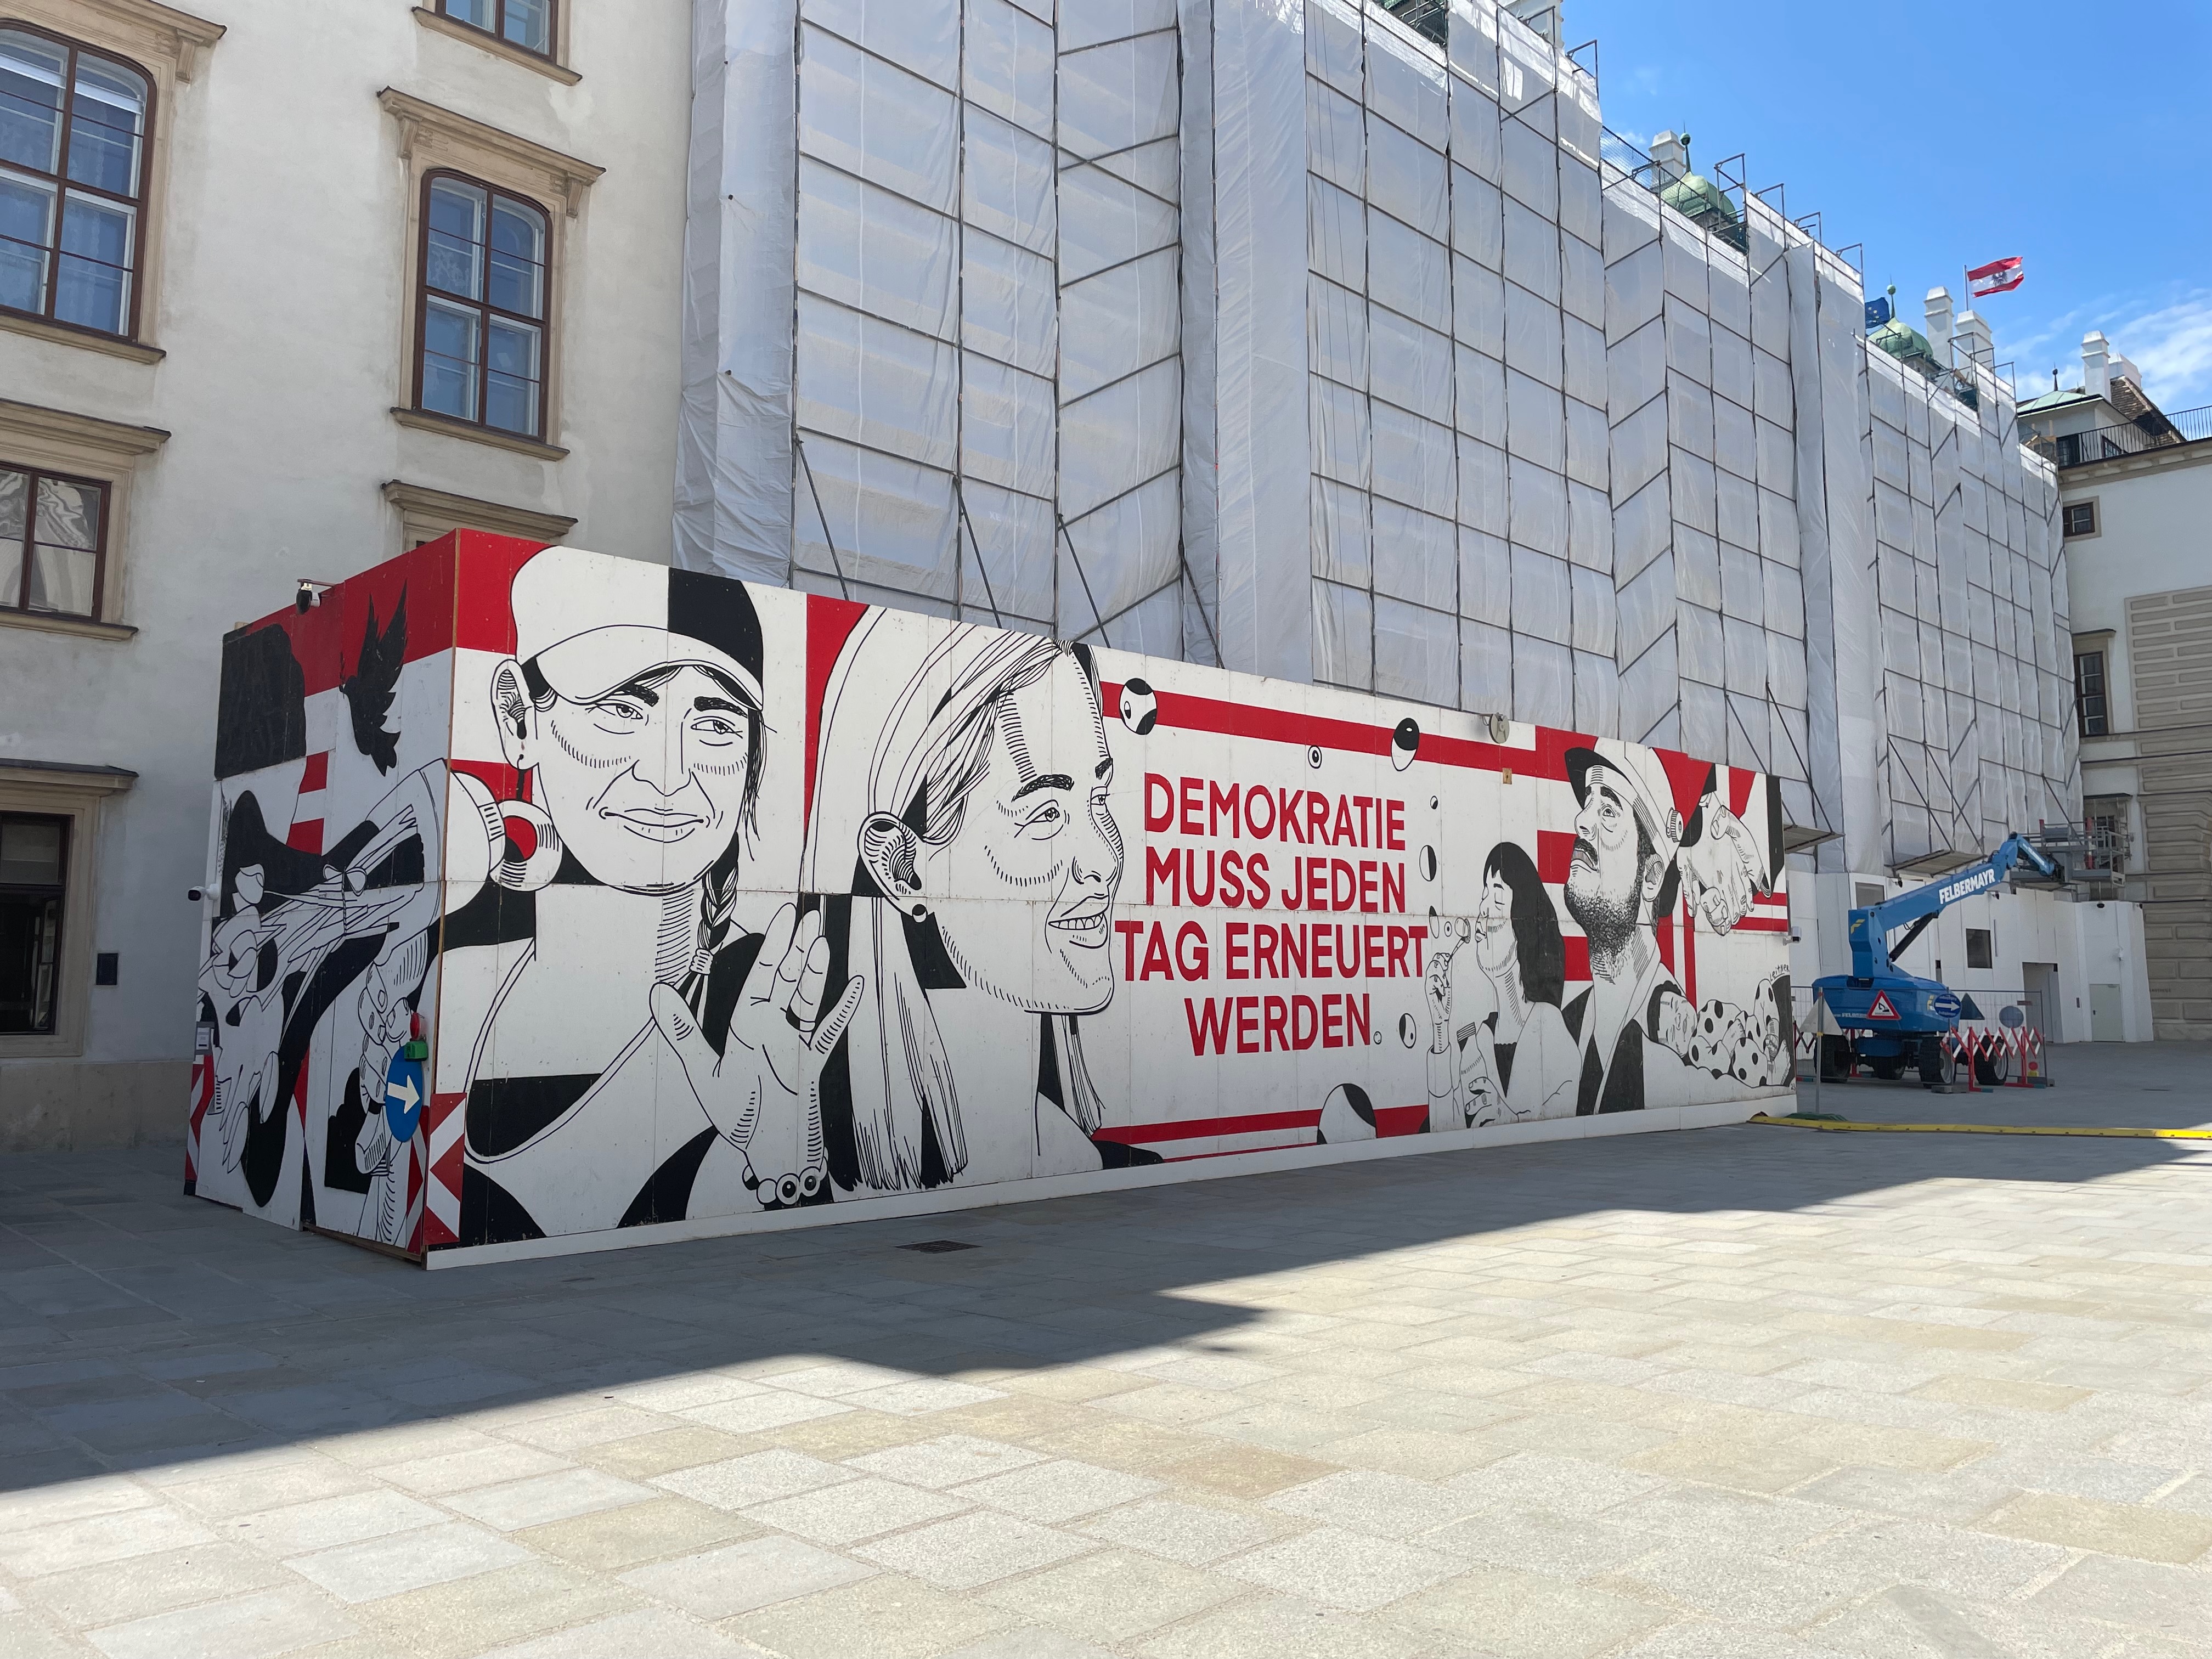 DEMOKRATIE
MUSS JEDEN
TAG ERNEUERT
WERDEN
FELBERMAYR